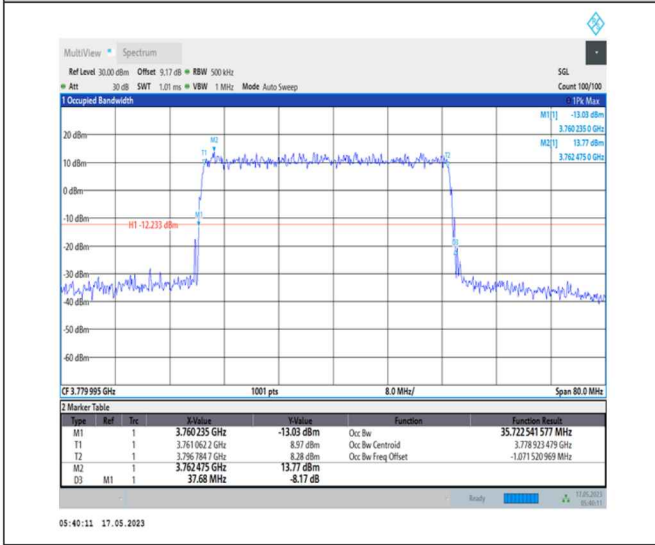 MultiView Spectrum
Ref Level 30.00 dBm Offset 9.17 dB RBW 500 kHz SGL
Att 30 dB SWT 1.01 ms VBW 1 MHz Mode Auto Sweep Count 100/100
1 Occupied Bandwidth 1Pk Max
M1[1] -13.03 dBm
3.760 235 0 GHz
M2[1] 13.77 dBm
3.762 475 0 GHz
20 dBm
M2
T1 T2
10 dBm
0 dBm
-10 dBm
M1
H1 -12.233 dBm
-20 dBm
D3
-30 dBm
-40 dBm
-50 dBm
-60 dBm
CF 3.779 995 GHz 1001 pts 8.0 MHz/ Span 80.0 MHz
2 Marker Table
Type Ref Trc X-Value Y-Value Function Function Result
M1 1 3.760 235 GHz -13.03 dBm Occ Bw 35.722 541 577 MHz
T1 1 3.761 062 2 GHz 8.97 dBm Occ Bw Centroid 3.778 923 479 GHz
T2 1 3.796 784 7 GHz 8.28 dBm Occ Bw Freq Offset -1.071 520 969 MHz
M2 1 3.762 475 GHz 13.77 dBm
D3 M1 1 37.68 MHz -8.17 dB
Ready 17.05.2023
05:40:11
05:40:11 17.05.2023